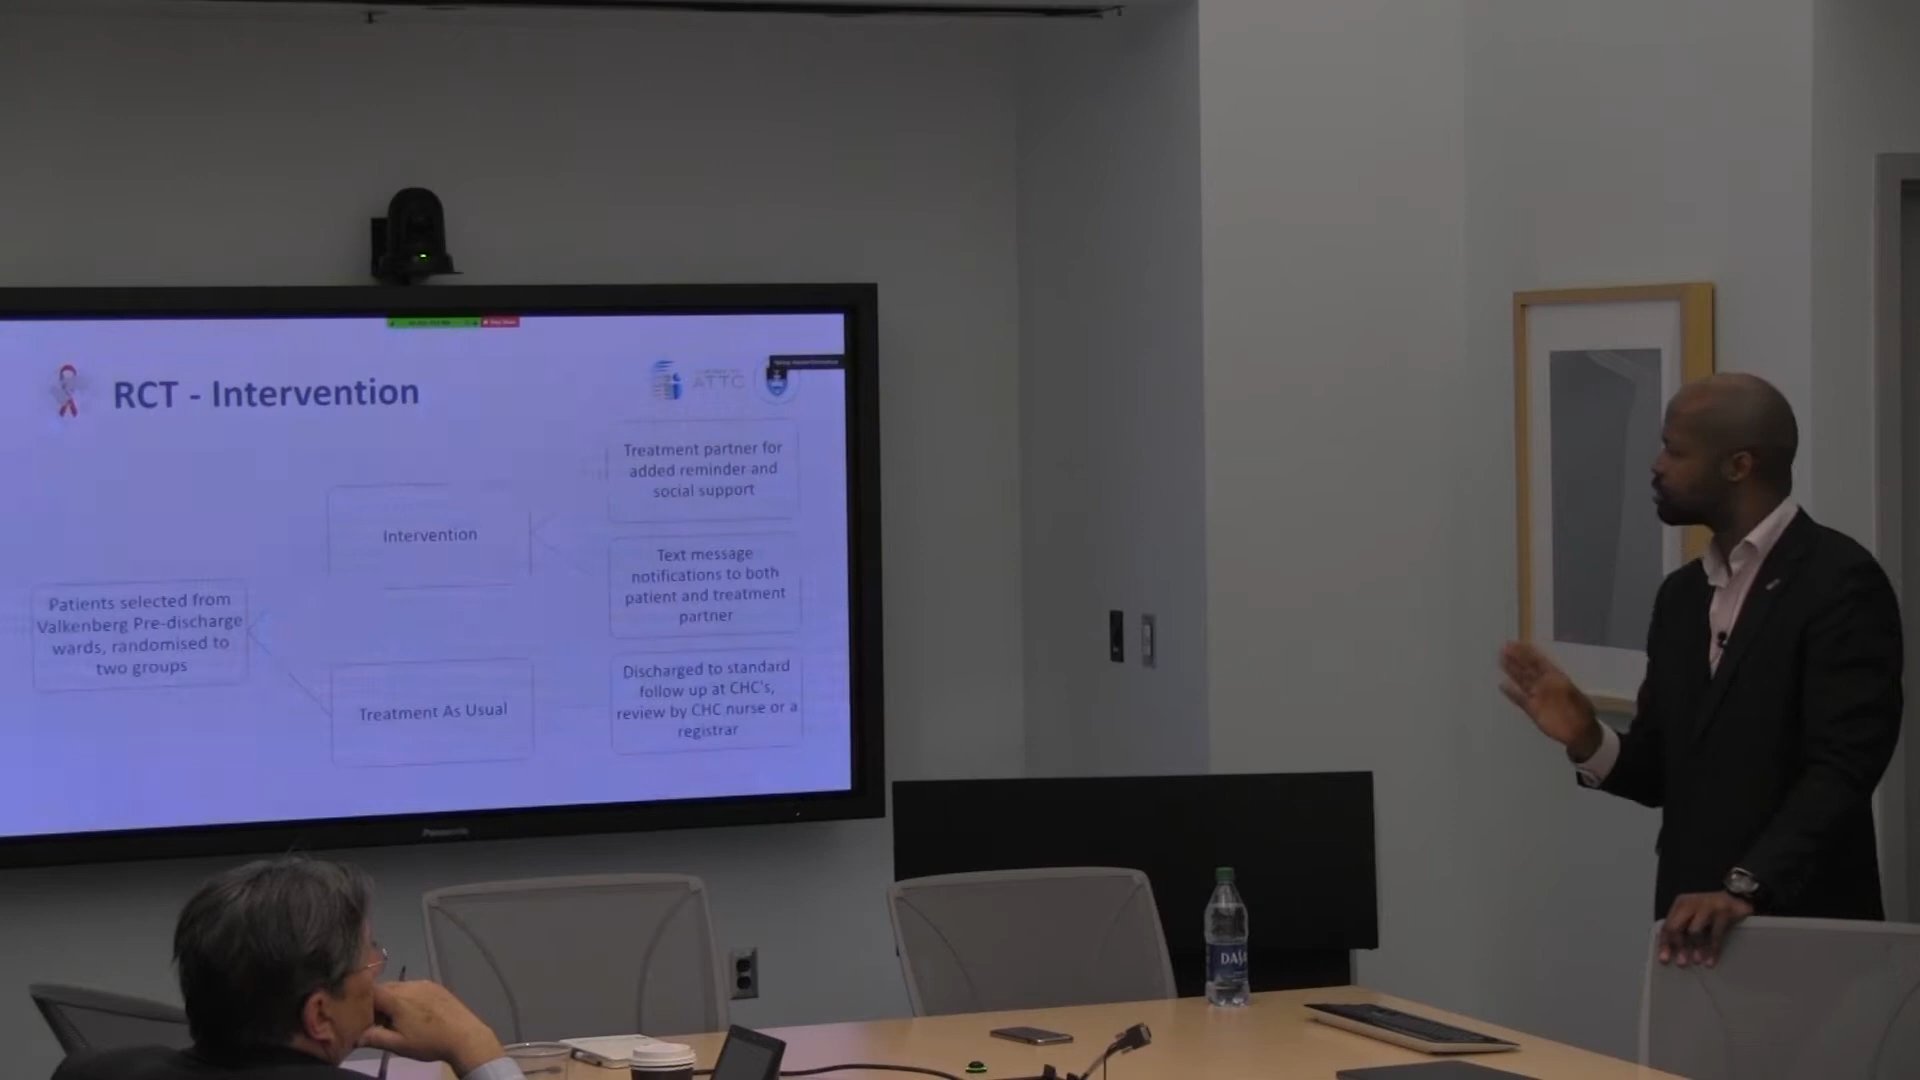 RCT - Intervention
ATTC
Treatment partner for
added reminder and
social support
Intervention
Text message
notifications to both
patient and treatment
partner
Patients selected from
Valkenberg Pre-discharge
wards, randomised to
two groups
Treatment As Usual
Discharged to standard
follow up at CHC's,
review by CHC nurse or a
registrar
Panasonic
DASA